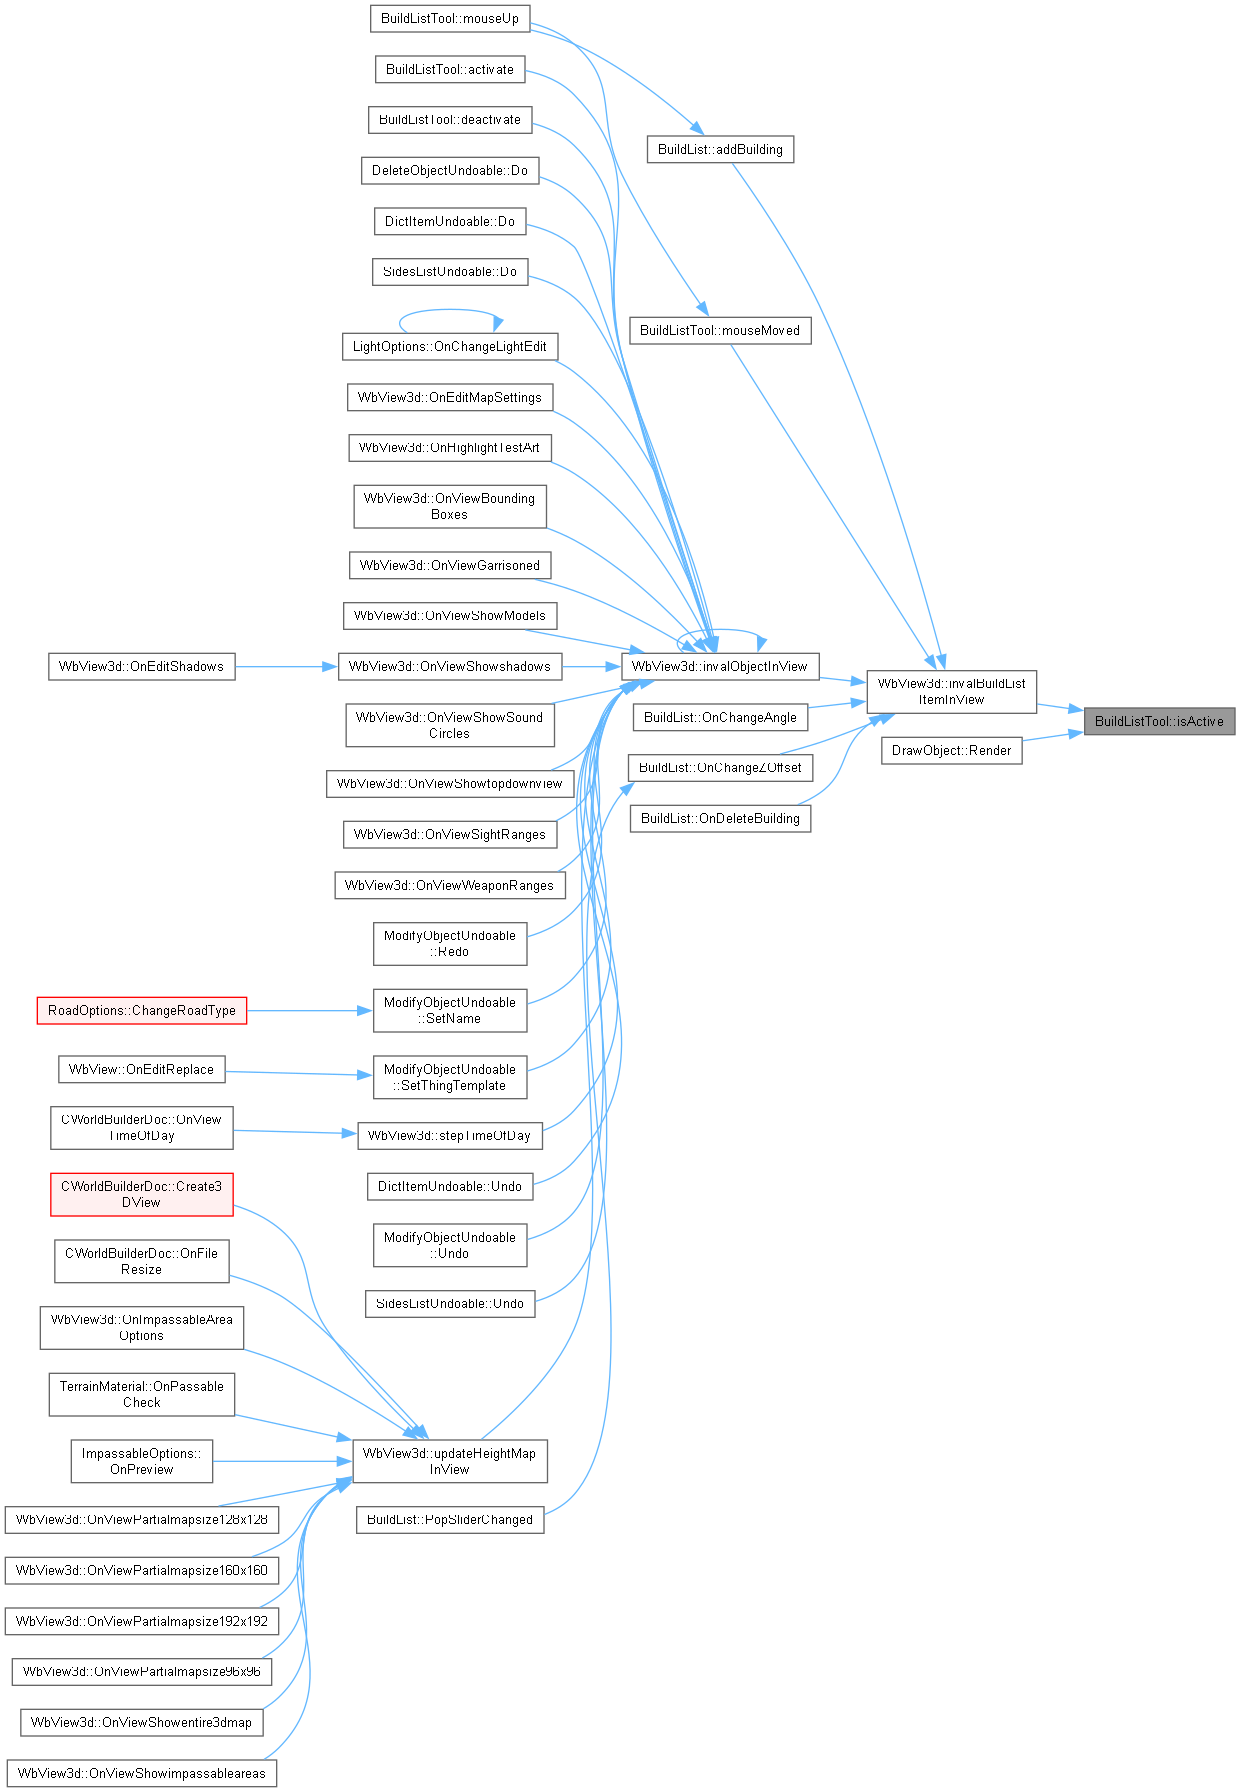 BuildListTool::mouseUp
BuildListTool::activate
BuildListTool::deactivate
BuildList::addBuilding
DeleteObjectUndoable::Do
DictItemUndoable::Do
SidesListUndoable::Do
BuildListTool::mouseMoved
LightOptions::OnChangeLightEdit
WbView3d::OnEditMapSettings
WbView3d::OnHighlightTestArt
WbView3d::OnViewBounding
Boxes
WbView3d::OnViewGarrisoned
WbView3d::OnViewShowModels
WbView3d::OnEditShadows
WbView3d::OnViewShowshadows
WbView3d::invalObjectInView
WbView3d::invalBuildList
ItemInView
BuildListTool::isActive
WbView3d::OnViewShowSound
Circles
BuildList::OnChangeAngle
DrawObject::Render
WbView3d::OnViewShowtopdownview
BuildList::OnChangeZOffset
BuildList::OnDeleteBuilding
WbView3d::OnViewSightRanges
WbView3d::OnViewWeaponRanges
ModifyObjectUndoable
::Redo
RoadOptions::ChangeRoadType
ModifyObjectUndoable
::SetName
WbView::OnEditReplace
ModifyObjectUndoable
::SetThingTemplate
CWorldBuilderDoc::OnView
TimeOfDay
WbView3d::stepTimeOfDay
CWorldBuilderDoc::Create3
DView
DictItemUndoable::Undo
CWorldBuilderDoc::OnFile
Resize
ModifyObjectUndoable
::Undo
SidesListUndoable::Undo
WbView3d::OnImpassableArea
Options
TerrainMaterial::OnPassable
Check
ImpassableOptions::
OnPreview
WbView3d::updateHeightMap
InView
WbView3d::OnViewPartialmapsize128x128
BuildList::PopSliderChanged
WbView3d::OnViewPartialmapsize160x160
WbView3d::OnViewPartialmapsize192x192
WbView3d::OnViewPartialmapsize96x96
WbView3d::OnViewShowentire3dmap
WbView3d::OnViewShowimpassableareas